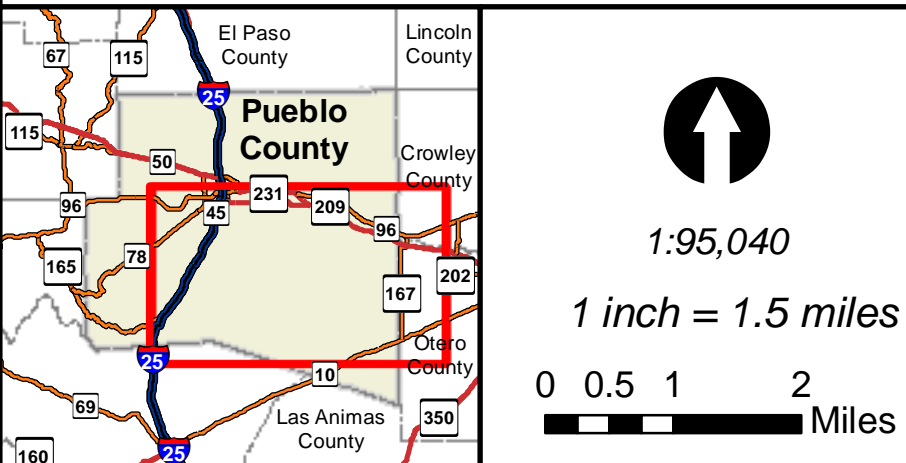 El Paso
County
Lincoln
County
67
115
25
Pueblo
County
115
50
Crowley
County
231
96
45
209
96
78
165
202
167
Otero
County
25
10
69
Las Animas
County
350
25
160
1:95,040
1 inch = 1.5 miles
0 0.5 1 2
Miles